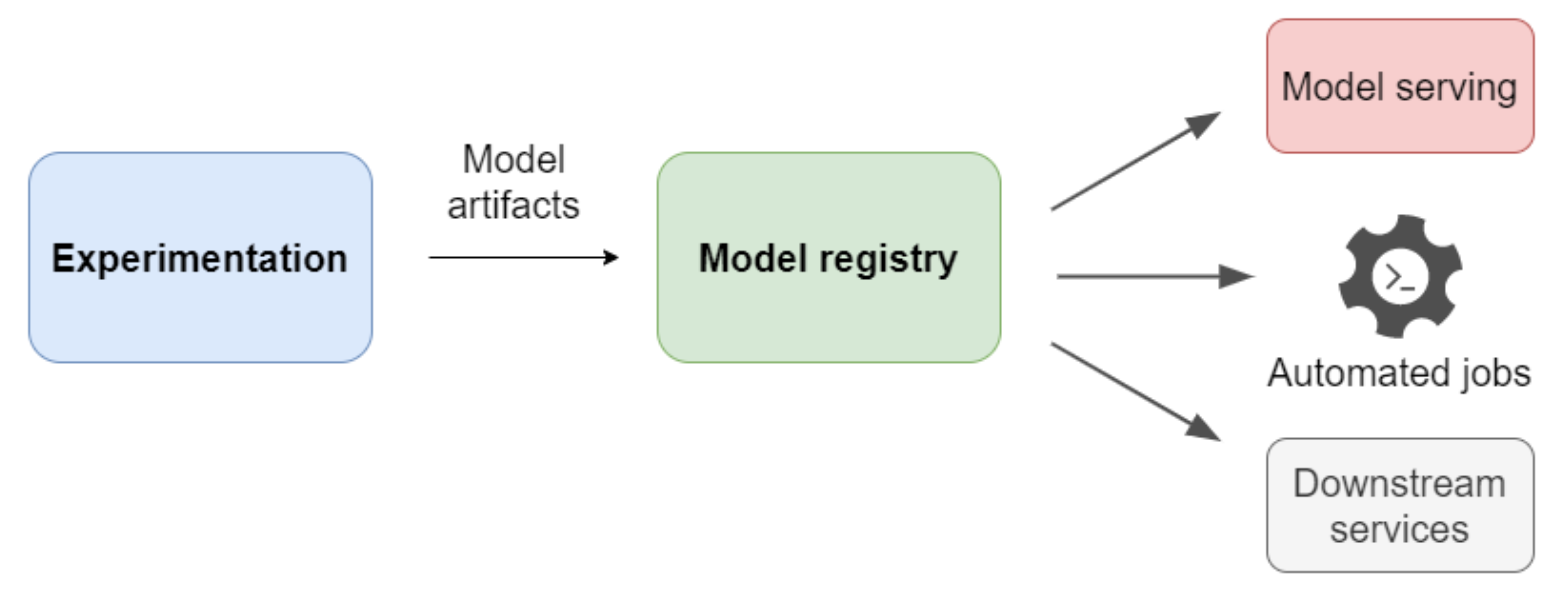 Experimentation
Model
artifacts
Model registry
Model serving
>_
Automated jobs
Downstream
services